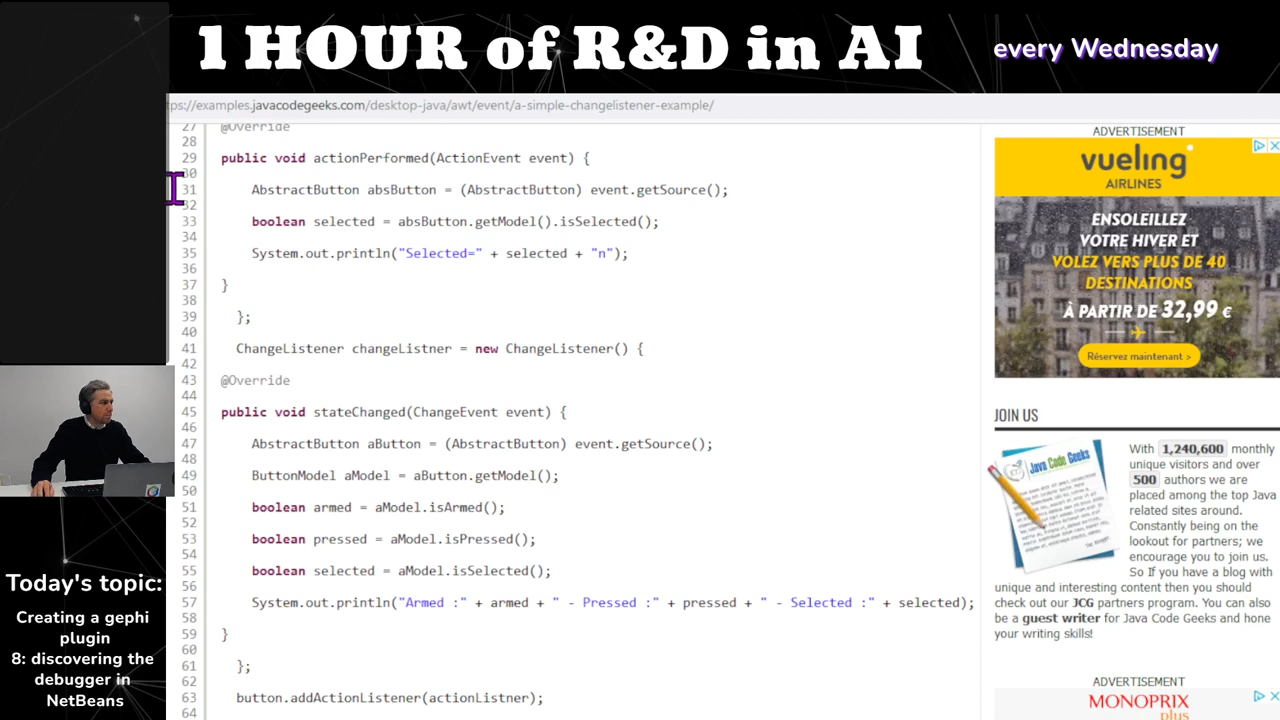 1 HOUR of R&D in AI
every Wednesday
tps://examples.javacodegeeks.com/desktop-java/awt/event/a-simple-changelistener-example/
27 @Override
28
29 public void actionPerformed(ActionEvent event) {
30
31 AbstractButton absButton = (AbstractButton) event.getSource();
32
33 boolean selected = absButton.getModel().isSelected();
34
35 System.out.println("Selected=" + selected + "n");
36
37 }
38
39 };
40
41 ChangeListener changeListner = new ChangeListener() {
42
43 @Override
44
45 public void stateChanged(ChangeEvent event) {
46
47 AbstractButton aButton = (AbstractButton) event.getSource();
48
49 ButtonModel aModel = aButton.getModel();
50
51 boolean armed = aModel.isArmed();
52
53 boolean pressed = aModel.isPressed();
54
55 boolean selected = aModel.isSelected();
56
57 System.out.println("Armed :" + armed + " - Pressed :" + pressed + " - Selected :" + selected);
58
59 }
60
61 };
62
63 button.addActionListener(actionListner);
64
ADVERTISEMENT
vueling
AIRLINES
ENSOLEILLEZ
VOTRE HIVER ET
VOLEZ VERS PLUS DE 40
DESTINATIONS
À PARTIR DE 32,99 €
Réservez maintenant >
JOIN US
Java Code Geeks
With 1,240,600 monthly
unique visitors and over
500 authors we are
placed among the top Java
related sites around.
Constantly being on the
lookout for partners; we
encourage you to join us.
So If you have a blog with
unique and interesting content then you should
check out our JCG partners program. You can also
be a guest writer for Java Code Geeks and hone
your writing skills!
ADVERTISEMENT
MONOPRIX
plus
Today's topic:
Creating a gephi
plugin
8: discovering the
debugger in
NetBeans